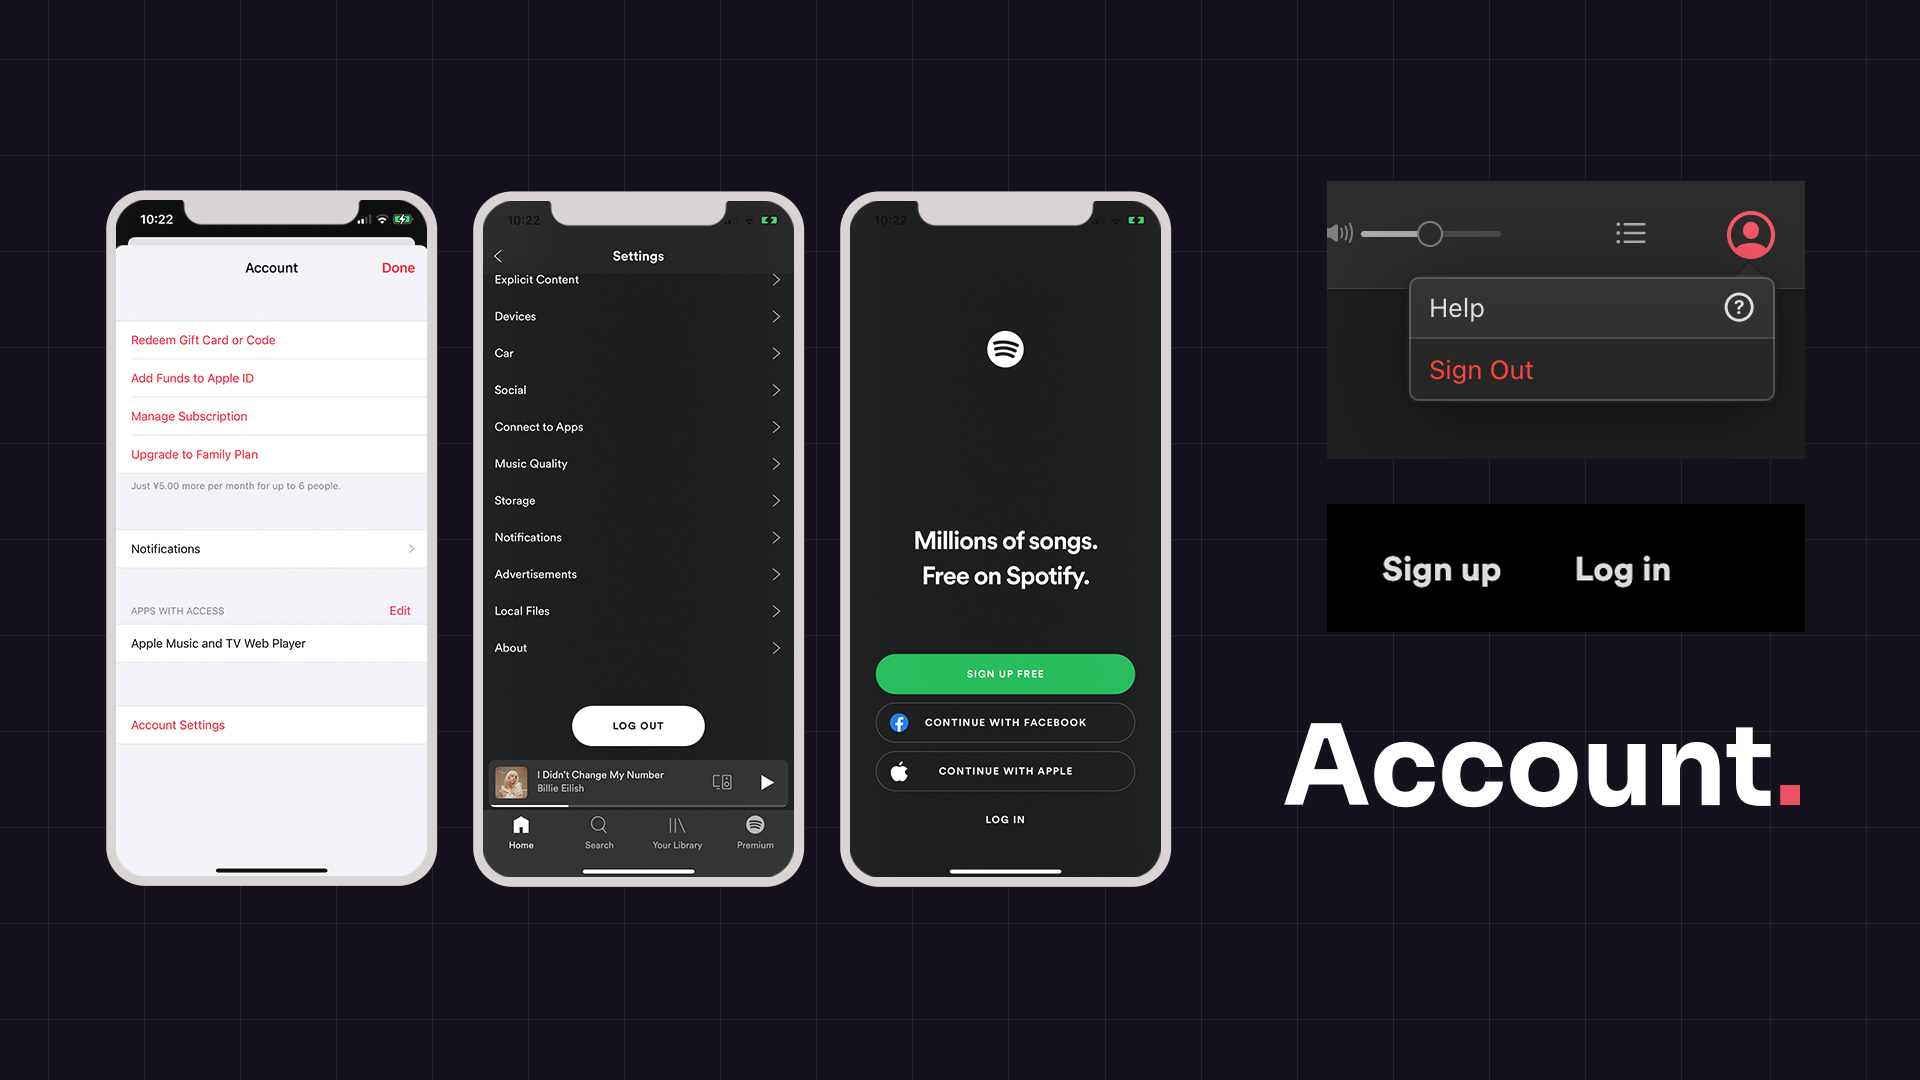 10:22
Account
Done
Redeem Gift Card or Code
Add Funds to Apple ID
Manage Subscription
Upgrade to Family Plan
Just ¥5.00 more per month for up to 6 people.
Notifications
APPS WITH ACCESS
Edit
Apple Music and TV Web Player
Account Settings
10:22
Settings
Explicit Content
Devices
Car
Social
Connect to Apps
Music Quality
Storage
Notifications
Advertisements
Local Files
About
LOG OUT
I Didn't Change My Number
Billie Eilish
Home
Search
Your Library
Premium
10:22
Millions of songs.
Free on Spotify.
SIGN UP FREE
CONTINUE WITH FACEBOOK
CONTINUE WITH APPLE
LOG IN
Help
?
Sign Out
Sign up
Log in
Account.